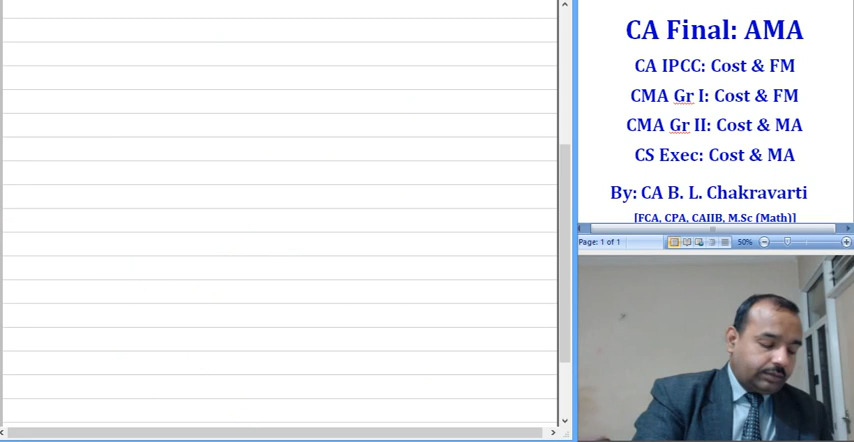 CA Final: AMA
CA IPCC: Cost & FM
CMA Gr I: Cost & FM
CMA Gr II: Cost & MA
CS Exec: Cost & MA
By: CA B. L. Chakravarti
[FCA, CPA, CAIIB, M.Sc (Math)]
Page: 1 of 1
50%